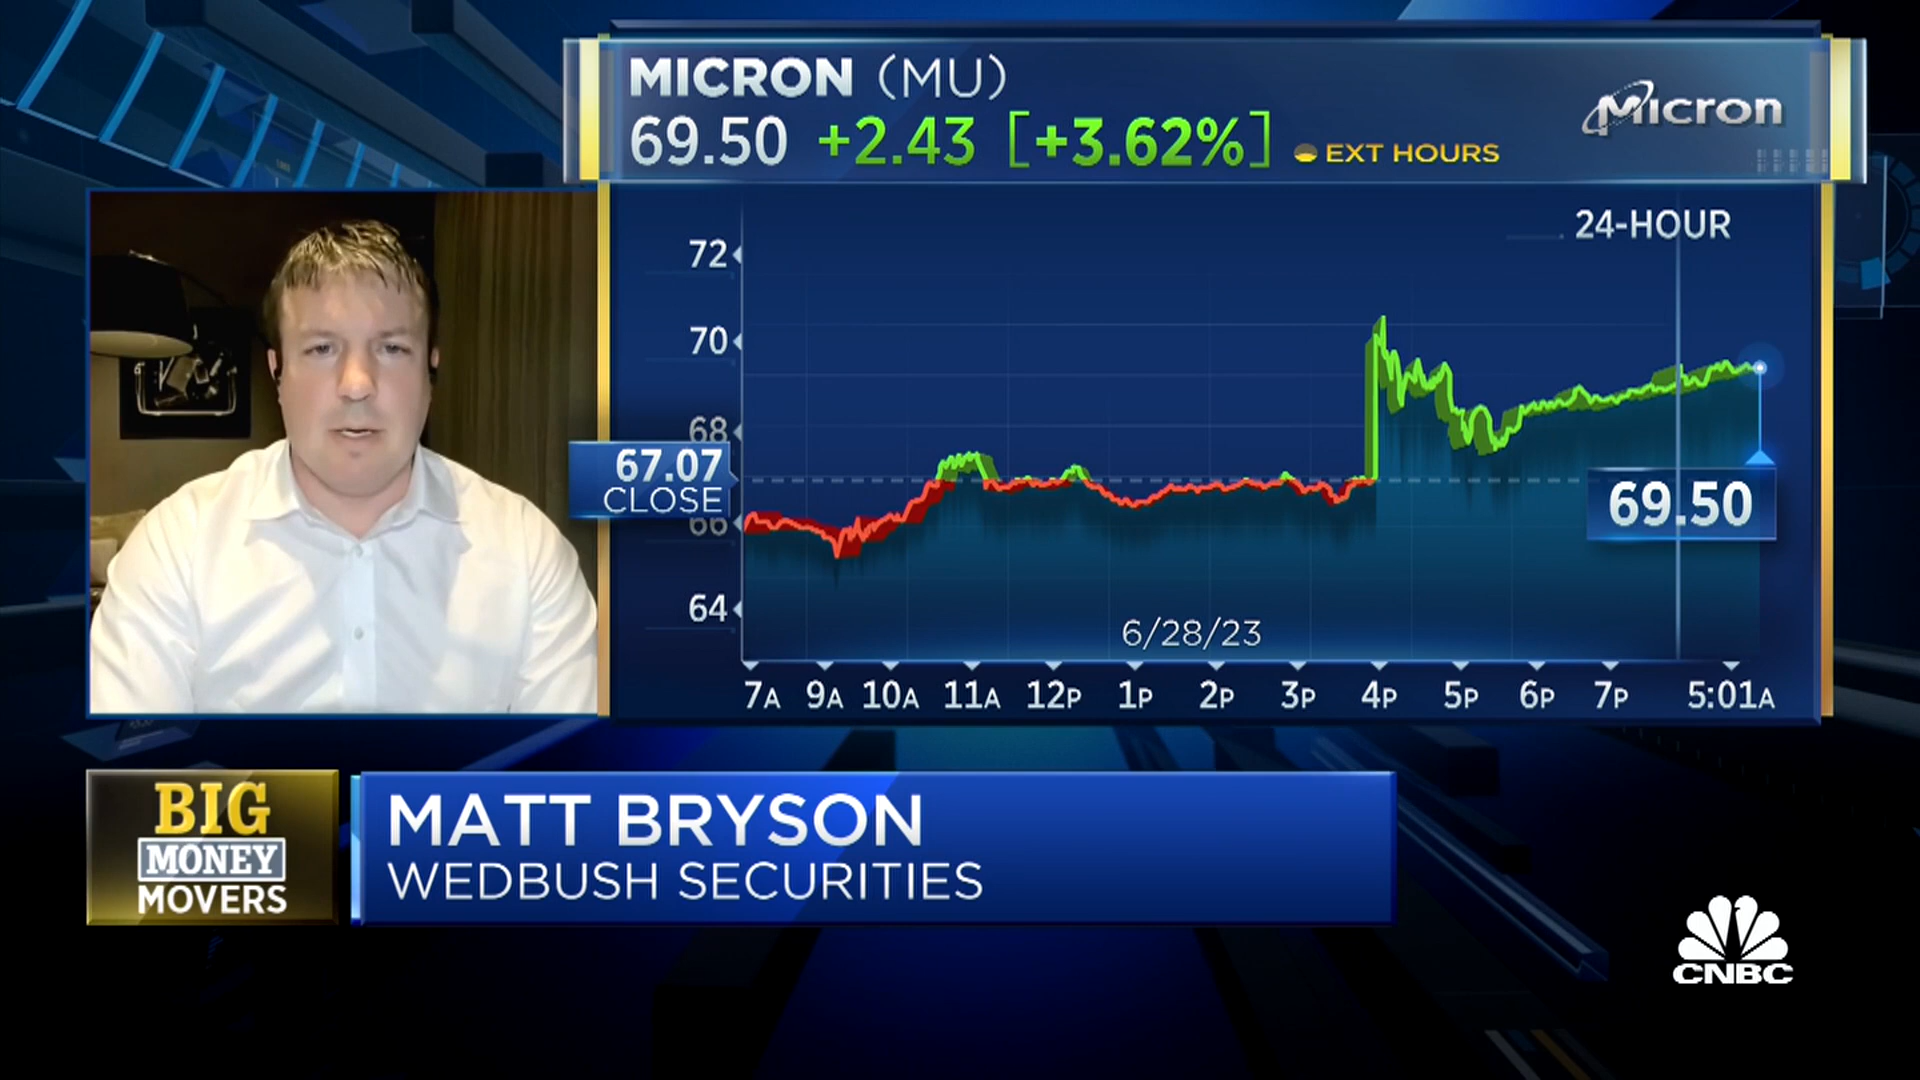 MICRON (MU)
69.50 +2.43 [+3.62%] EXT HOURS
Micron
24-HOUR
72
70
68
67.07
CLOSE
66
64
69.50
6/28/23
7A 9A 10A 11A 12P 1P 2P 3P 4P 5P 6P 7P 5:01A
BIG
MONEY
MOVERS
MATT BRYSON
WEDBUSH SECURITIES
CNBC